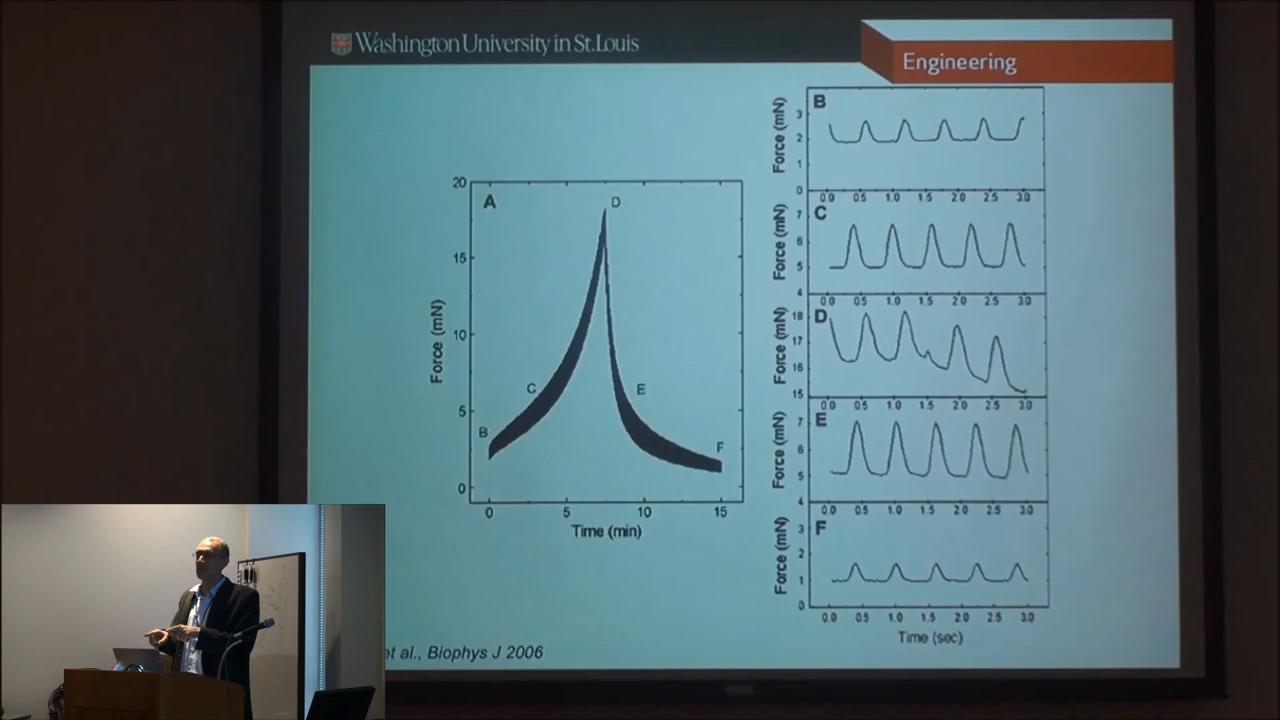 Washington University in St. Louis
Engineering
A
D
C
E
B
F
20
15
10
5
0
Force (mN)
0 5 10 15
Time (min)
B
Force (mN)
3
2
1
0
0.0 0.5 1.0 1.5 2.0 2.5 3.0
C
Force (mN)
7
6
5
4
0.0 0.5 1.0 1.5 2.0 2.5 3.0
D
Force (mN)
18
17
16
15
0.0 0.5 1.0 1.5 2.0 2.5 3.0
E
Force (mN)
7
6
5
4
0.0 0.5 1.0 1.5 2.0 2.5 3.0
F
Force (mN)
3
2
1
0
0.0 0.5 1.0 1.5 2.0 2.5 3.0
Time (sec)
et al., Biophys J 2006